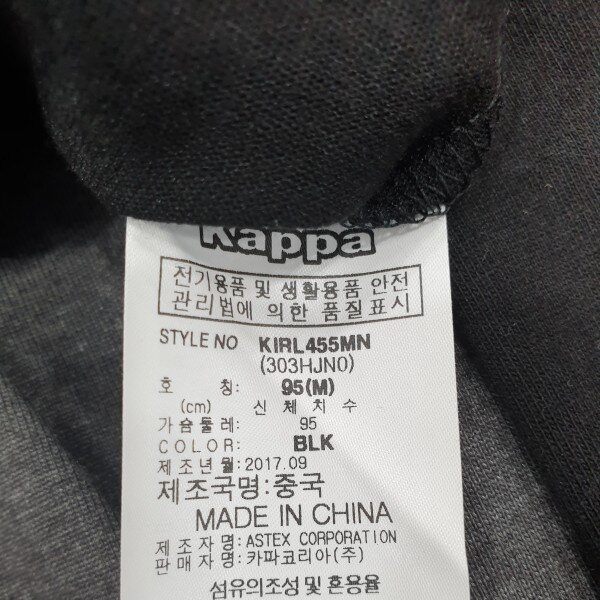 Kappa
전기용품 및 생활용품 안전
관리법에 의한 품질표시
STYLE NO KIRL455MN
(303HJN0)
호 칭: 95(M)
(cm) 신체치수
가슴둘레: 95
COLOR: BLK
제조년월: 2017.09
제조국명:중국
MADE IN CHINA
제조자명: ASTEX CORPORATION
판매자명: 카파코리아(주)
섬유의조성 및 혼용율